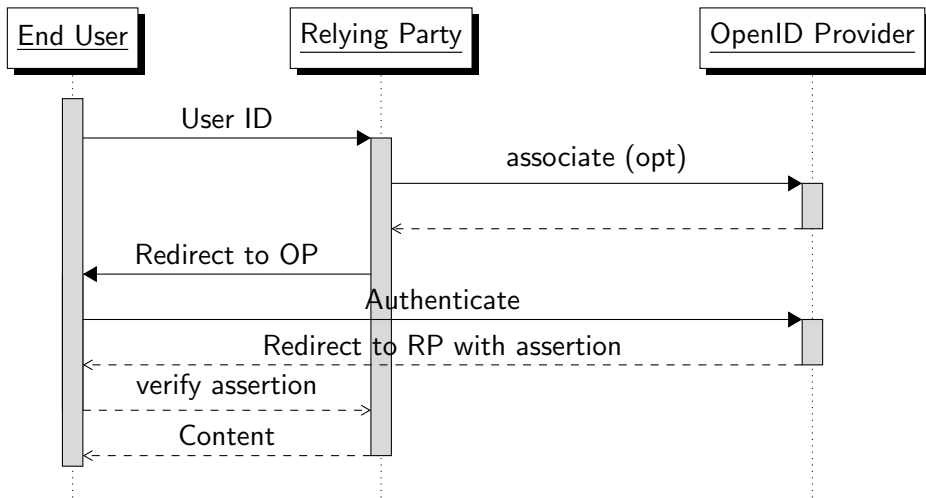 End User
Relying Party
OpenID Provider
User ID
associate (opt)
Redirect to OP
Authenticate
Redirect to RP with assertion
verify assertion
Content